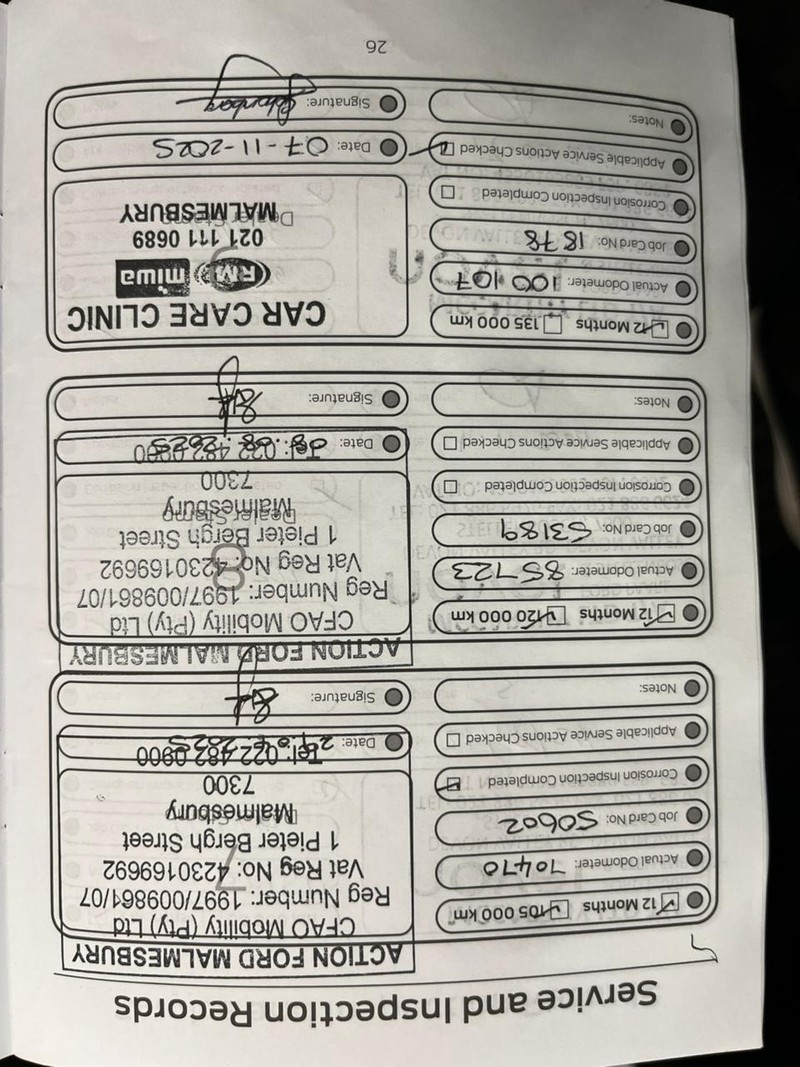 Service and Inspection Records
12 Months 105 000 km
Actual Odometer: 70470
Job Card No: 50602
Corrosion Inspection Completed
Applicable Service Actions Checked
Notes:
ACTION FORD MALMESBURY
CFAO Mobility (Pty) Ltd
Reg Number: 1997/009861/07
Vat Reg No: 4230169692
7
1 Pieter Bergh Street
Malmesbury
7300
Tel: 022 482 0900
Date:
Signature:
12 Months 120 000 km
Actual Odometer: 85723
Job Card No: 53189
Corrosion Inspection Completed
Applicable Service Actions Checked
Notes:
ACTION FORD MALMESBURY
CFAO Mobility (Pty) Ltd
Reg Number: 1997/009861/07
Vat Reg No: 4230169692
8
1 Pieter Bergh Street
Dealer Stamp
Malmesbury
7300
Tel: 022 482 0900
Date:
Signature:
12 Months 135 000 km
Actual Odometer: 100 107
Job Card No: 1878
Corrosion Inspection Completed
Applicable Service Actions Checked
Notes:
CAR CARE CLINIC
RMI miwa
021 111 0689
Dealer Stamp
MALMESBURY
Date: 07-11-2025
Signature:
26